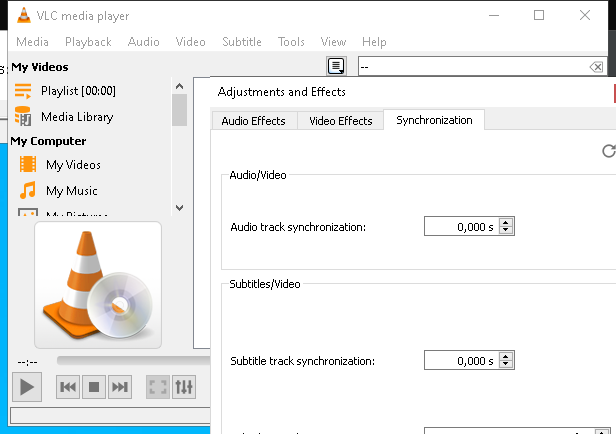 VLC media player
Media Playback Audio Video Subtitle Tools View Help
My Videos
--
Playlist [00:00]
Media Library
My Computer
My Videos
My Music
My Pictures
--:--
Adjustments and Effects
Audio Effects Video Effects Synchronization
Audio/Video
Audio track synchronization: 0,000 s
Subtitles/Video
Subtitle track synchronization: 0,000 s